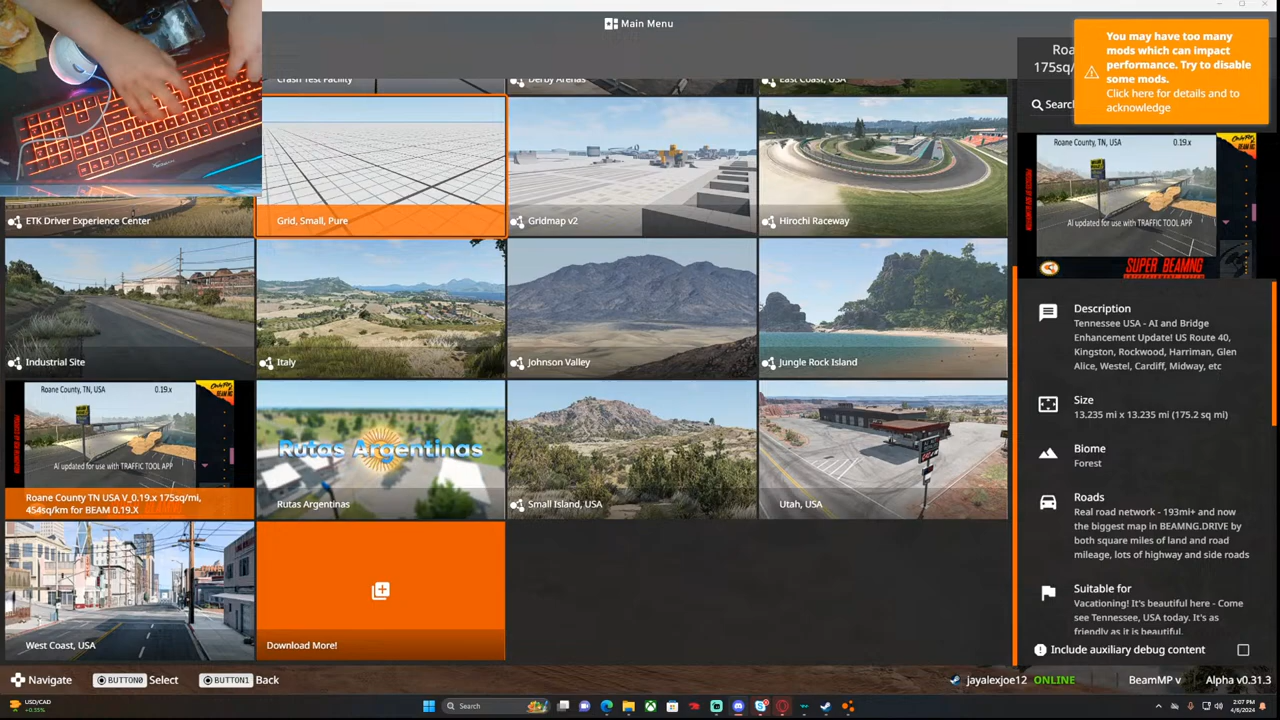 Main Menu
You may have too many
mods which can impact
performance. Try to disable
some mods.
Click here for details and to
acknowledge
Roa
175sq/
Search
Crash Test Facility
Derby Arenas
East Coast, USA
ETK Driver Experience Center
Grid, Small, Pure
Gridmap v2
Hirochi Raceway
Roane County, TN, USA 0.19.x
AI updated for use with TRAFFIC TOOL APP
SUPER BEAMNG
Industrial Site
Italy
Johnson Valley
Jungle Rock Island
Description
Tennessee USA - AI and Bridge
Enhancement Update! US Route 40,
Kingston, Rockwood, Harriman, Glen
Alice, Westel, Cardiff, Midway, etc
Size
13.235 mi x 13.235 mi (175.2 sq mi)
Biome
Forest
Roads
Real road network - 193mi+ and now
the biggest map in BEAMNG.DRIVE by
both square miles of land and road
mileage, lots of highway and side roads
Suitable for
Vacationing! It's beautiful here - Come
see Tennessee, USA today. It's as
friendly as it is beautiful.
Roane County, TN, USA 0.19.x
AI updated for use with TRAFFIC TOOL APP
Roane County TN USA V_0.19.x 175sq/mi,
454sq/km for BEAM 0.19.X
Rutas Argentinas
Rutas Argentinas
Small Island, USA
Utah, USA
West Coast, USA
Download More!
Include auxiliary debug content
Navigate BUTTON0 Select BUTTON1 Back
jayalexjoe12 ONLINE BeamMP v Alpha v0.31.3
USD/CAD
+0.35%
Search
2:07 PM
4/6/2024